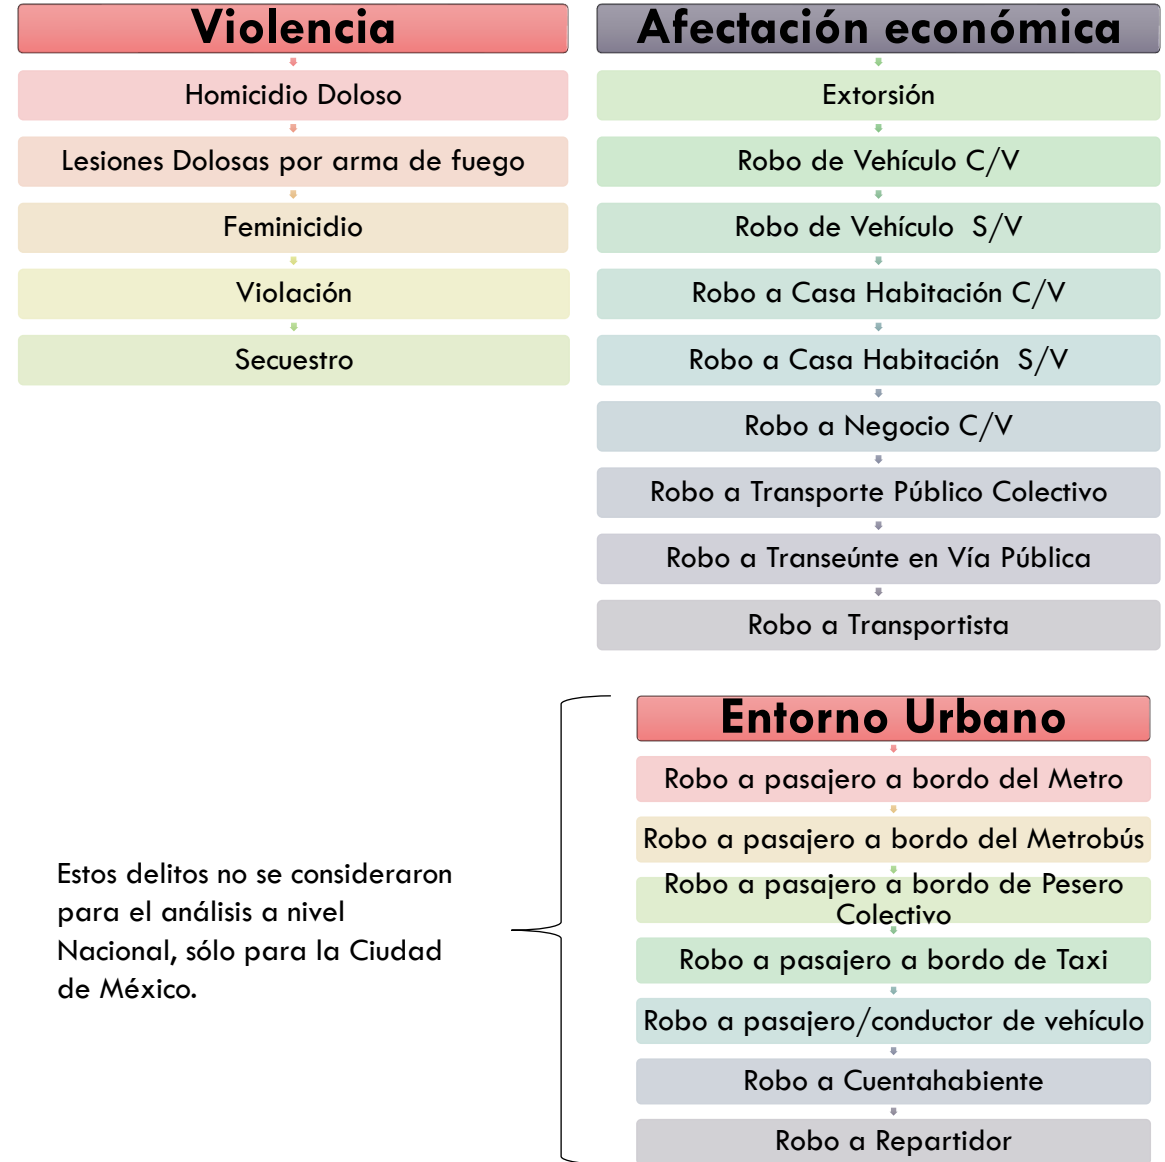 Violencia
Homicidio Doloso
Lesiones Dolosas por arma de fuego
Feminicidio
Violación
Secuestro
Afectación económica
Extorsión
Robo de Vehículo C/V
Robo de Vehículo S/V
Robo a Casa Habitación C/V
Robo a Casa Habitación S/V
Robo a Negocio C/V
Robo a Transporte Público Colectivo
Robo a Transeúnte en Vía Pública
Robo a Transportista
Estos delitos no se consideraron
para el análisis a nivel
Nacional, sólo para la Ciudad
de México.
Entorno Urbano
Robo a pasajero a bordo del Metro
Robo a pasajero a bordo del Metrobús
Robo a pasajero a bordo de Pesero
Colectivo
Robo a pasajero a bordo de Taxi
Robo a pasajero/conductor de vehículo
Robo a Cuentahabiente
Robo a Repartidor